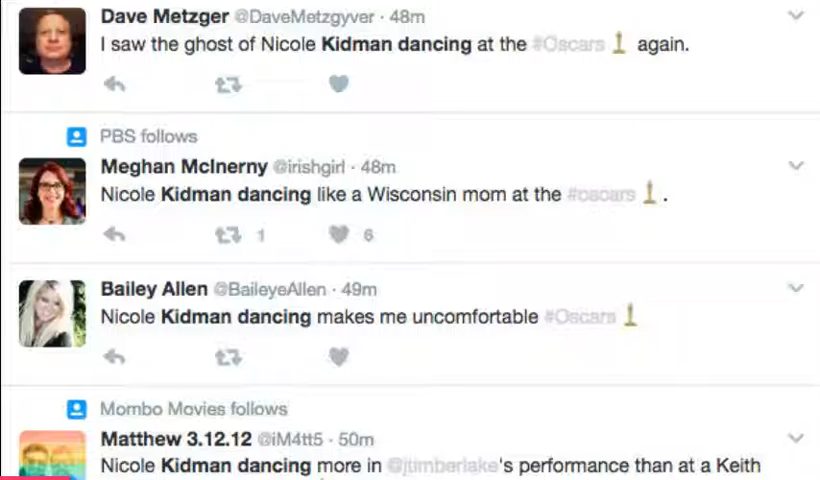 Dave Metzger @DaveMetzgyver · 48m
I saw the ghost of Nicole Kidman dancing at the #Oscars again.
PBS follows
Meghan McInerny @irishgirl · 48m
Nicole Kidman dancing like a Wisconsin mom at the #oscars .
1 6
Bailey Allen @BaileyeAllen · 49m
Nicole Kidman dancing makes me uncomfortable #Oscars
Mombo Movies follows
Matthew 3.12.12 @iM4tt5 · 50m
Nicole Kidman dancing more in @jtimberlake's performance than at a Keith